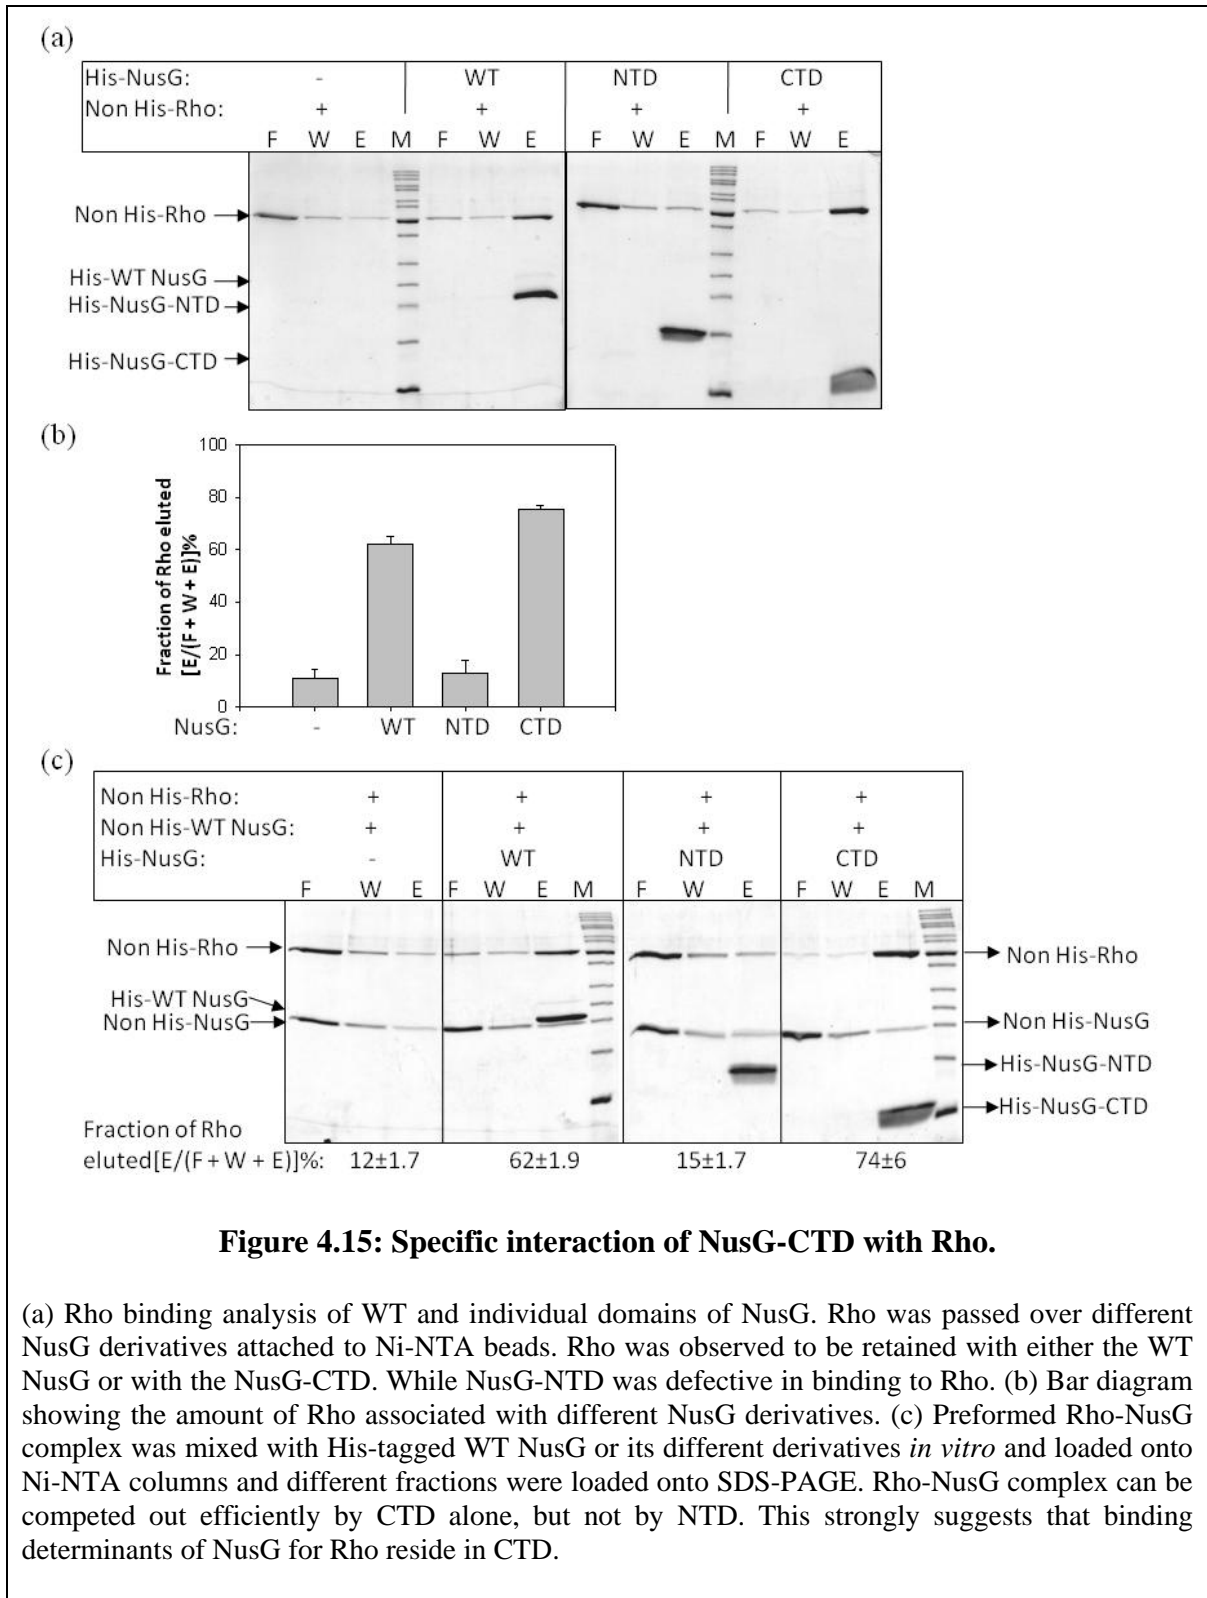 (a)
His-NusG: - WT NTD CTD
Non His-Rho: + + + +
F W E M F W E F W E M F W E
Non His-Rho
His-WT NusG
His-NusG-NTD
His-NusG-CTD
(b)
100
80
60
40
20
0
Fraction of Rho eluted
[E/(F + W + E)]%
NusG: - WT NTD CTD
(c)
Non His-Rho: + + + +
Non His-WT NusG: + + + +
His-NusG: - WT NTD CTD
F W E F W E M F W E F W E M
Non His-Rho Non His-Rho
His-WT NusG
Non His-NusG Non His-NusG
His-NusG-NTD
His-NusG-CTD
Fraction of Rho
eluted[E/(F + W + E)]%: 12±1.7 62±1.9 15±1.7 74±6
Figure 4.15: Specific interaction of NusG-CTD with Rho.
(a) Rho binding analysis of WT and individual domains of NusG. Rho was passed over different
NusG derivatives attached to Ni-NTA beads. Rho was observed to be retained with either the WT
NusG or with the NusG-CTD. While NusG-NTD was defective in binding to Rho. (b) Bar diagram
showing the amount of Rho associated with different NusG derivatives. (c) Preformed Rho-NusG
complex was mixed with His-tagged WT NusG or its different derivatives in vitro and loaded onto
Ni-NTA columns and different fractions were loaded onto SDS-PAGE. Rho-NusG complex can be
competed out efficiently by CTD alone, but not by NTD. This strongly suggests that binding
determinants of NusG for Rho reside in CTD.